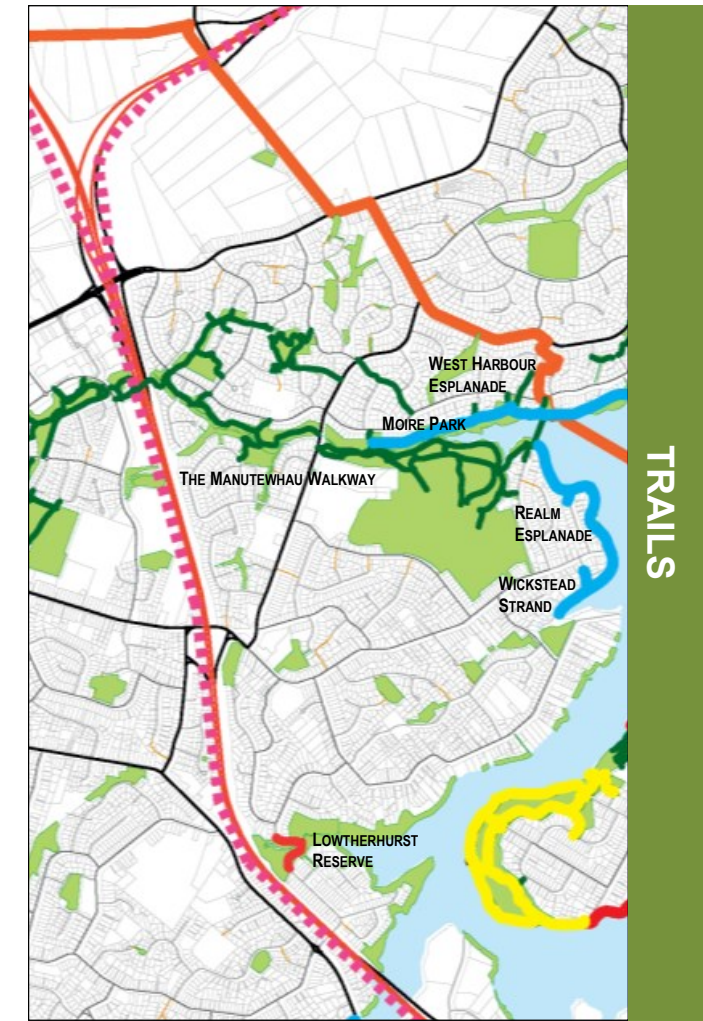 WEST HARBOUR
ESPLANADE
MOIRE PARK
THE MANUTEWHAU WALKWAY
REALM
ESPLANADE
WICKSTEAD
STRAND
LOWTHERHURST
RESERVE
TRAILS